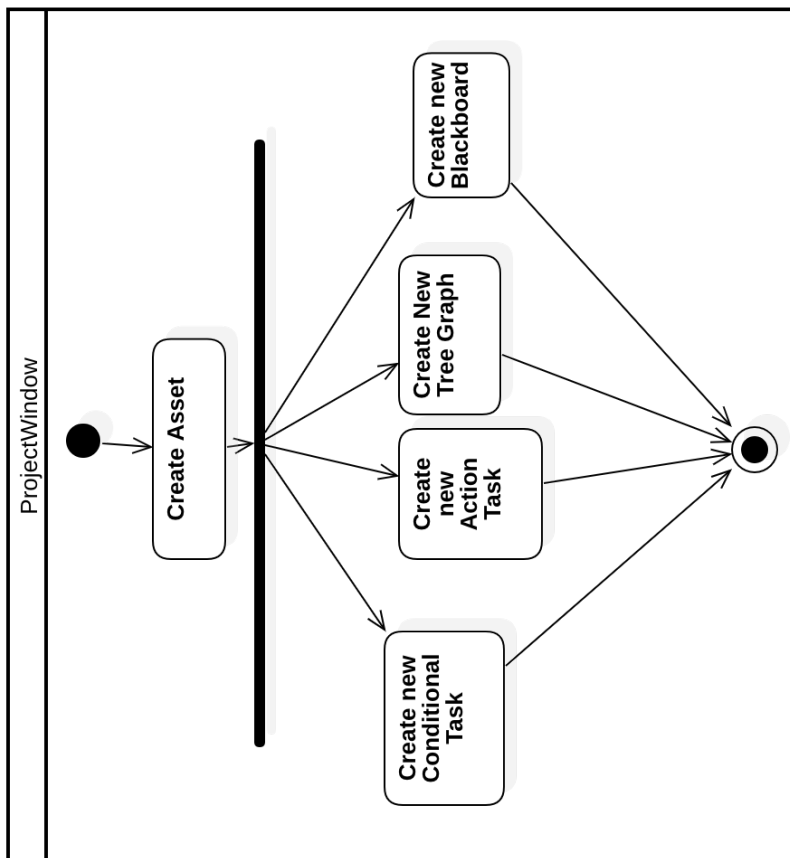 ProjectWindow
Create Asset
Create new
Blackboard
Create New
Tree Graph
Create
new
Action
Task
Create new
Conditional
Task